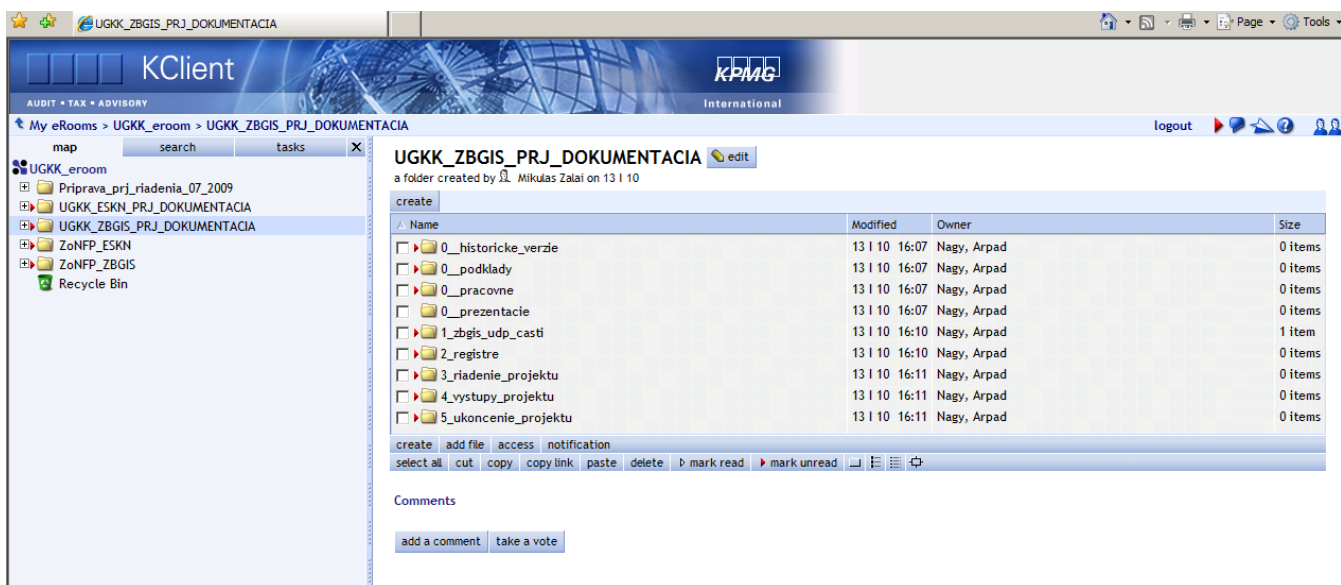 UGKK_ZBGIS_PRJ_DOKUMENTACIA
Page Tools
KClient
KPMG
AUDIT • TAX • ADVISORY
International
My eRooms > UGKK_eroom > UGKK_ZBGIS_PRJ_DOKUMENTACIA
logout
map search tasks X
UGKK_eroom
Priprava_prj_riadenia_07_2009
UGKK_ESKN_PRJ_DOKUMENTACIA
UGKK_ZBGIS_PRJ_DOKUMENTACIA
ZoNFP_ESKN
ZoNFP_ZBGIS
Recycle Bin
UGKK_ZBGIS_PRJ_DOKUMENTACIA edit
a folder created by Mikulas Zalai on 13 I 10
create
Name Modified Owner Size
0__historicke_verzie 13 I 10 16:07 Nagy, Arpad 0 items
0__podklady 13 I 10 16:07 Nagy, Arpad 0 items
0__pracovne 13 I 10 16:07 Nagy, Arpad 0 items
0__prezentacie 13 I 10 16:07 Nagy, Arpad 0 items
1_zbgis_udp_casti 13 I 10 16:10 Nagy, Arpad 1 item
2_registre 13 I 10 16:10 Nagy, Arpad 0 items
3_riadenie_projektu 13 I 10 16:11 Nagy, Arpad 0 items
4_vystupy_projektu 13 I 10 16:11 Nagy, Arpad 0 items
5_ukoncenie_projektu 13 I 10 16:11 Nagy, Arpad 0 items
create add file access notification
select all cut copy copy link paste delete mark read mark unread
Comments
add a comment take a vote